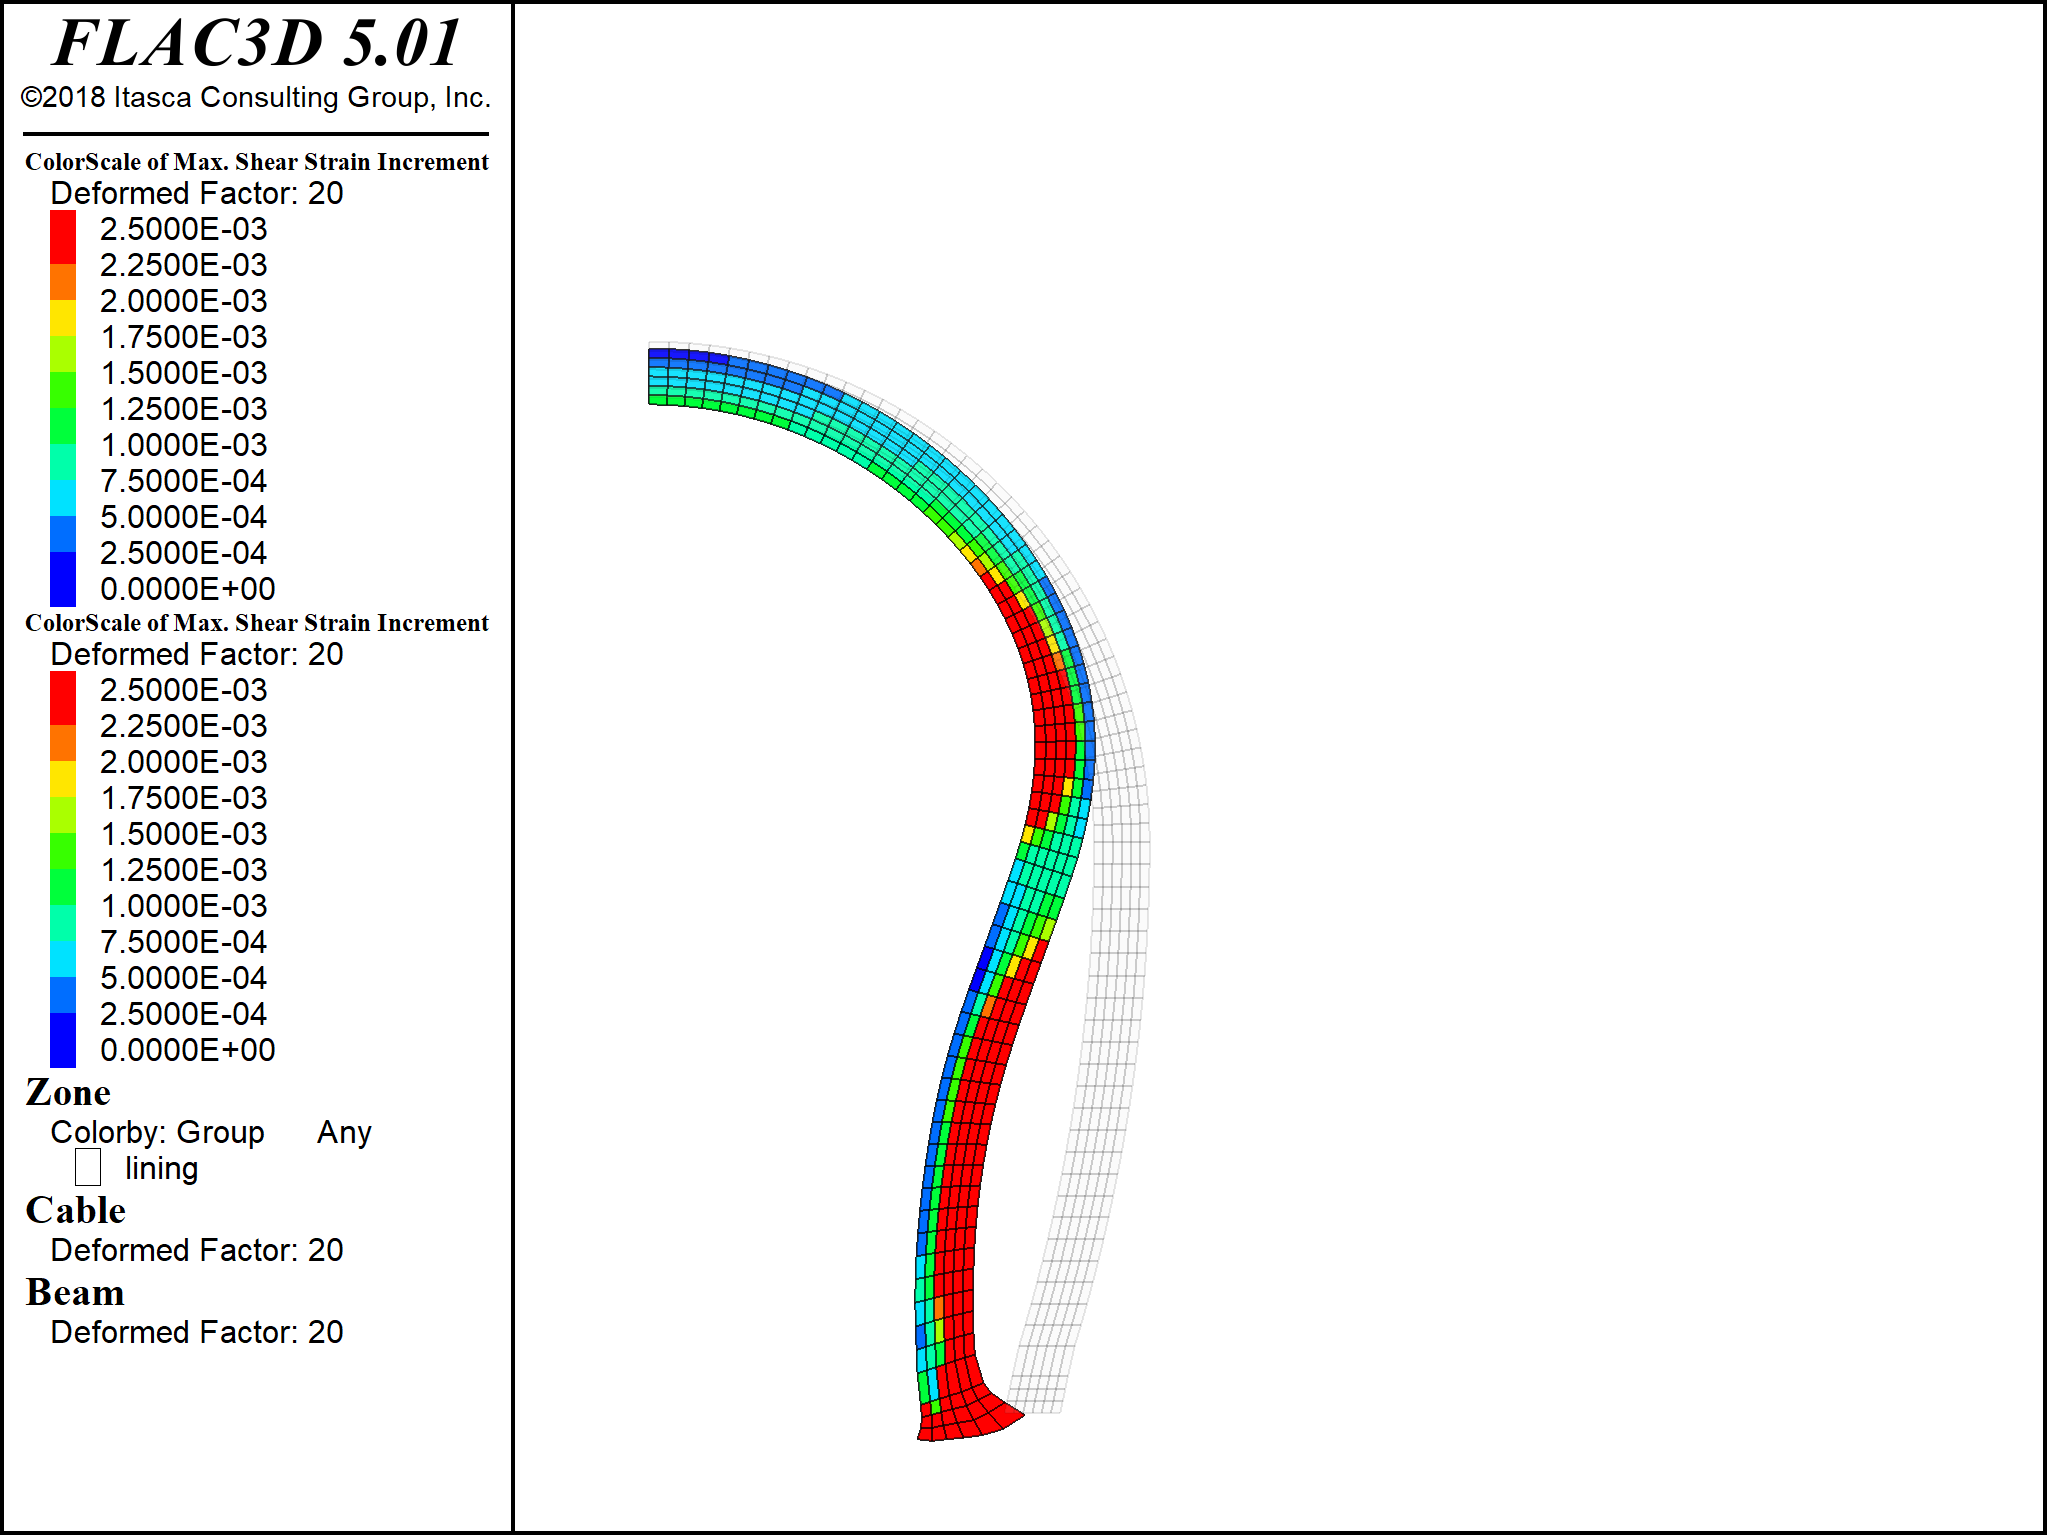 FLAC3D 5.01
©2018 Itasca Consulting Group, Inc.
ColorScale of Max. Shear Strain Increment
Deformed Factor: 20
2.5000E-03
2.2500E-03
2.0000E-03
1.7500E-03
1.5000E-03
1.2500E-03
1.0000E-03
7.5000E-04
5.0000E-04
2.5000E-04
0.0000E+00
ColorScale of Max. Shear Strain Increment
Deformed Factor: 20
2.5000E-03
2.2500E-03
2.0000E-03
1.7500E-03
1.5000E-03
1.2500E-03
1.0000E-03
7.5000E-04
5.0000E-04
2.5000E-04
0.0000E+00
Zone
Colorby: Group Any
lining
Cable
Deformed Factor: 20
Beam
Deformed Factor: 20